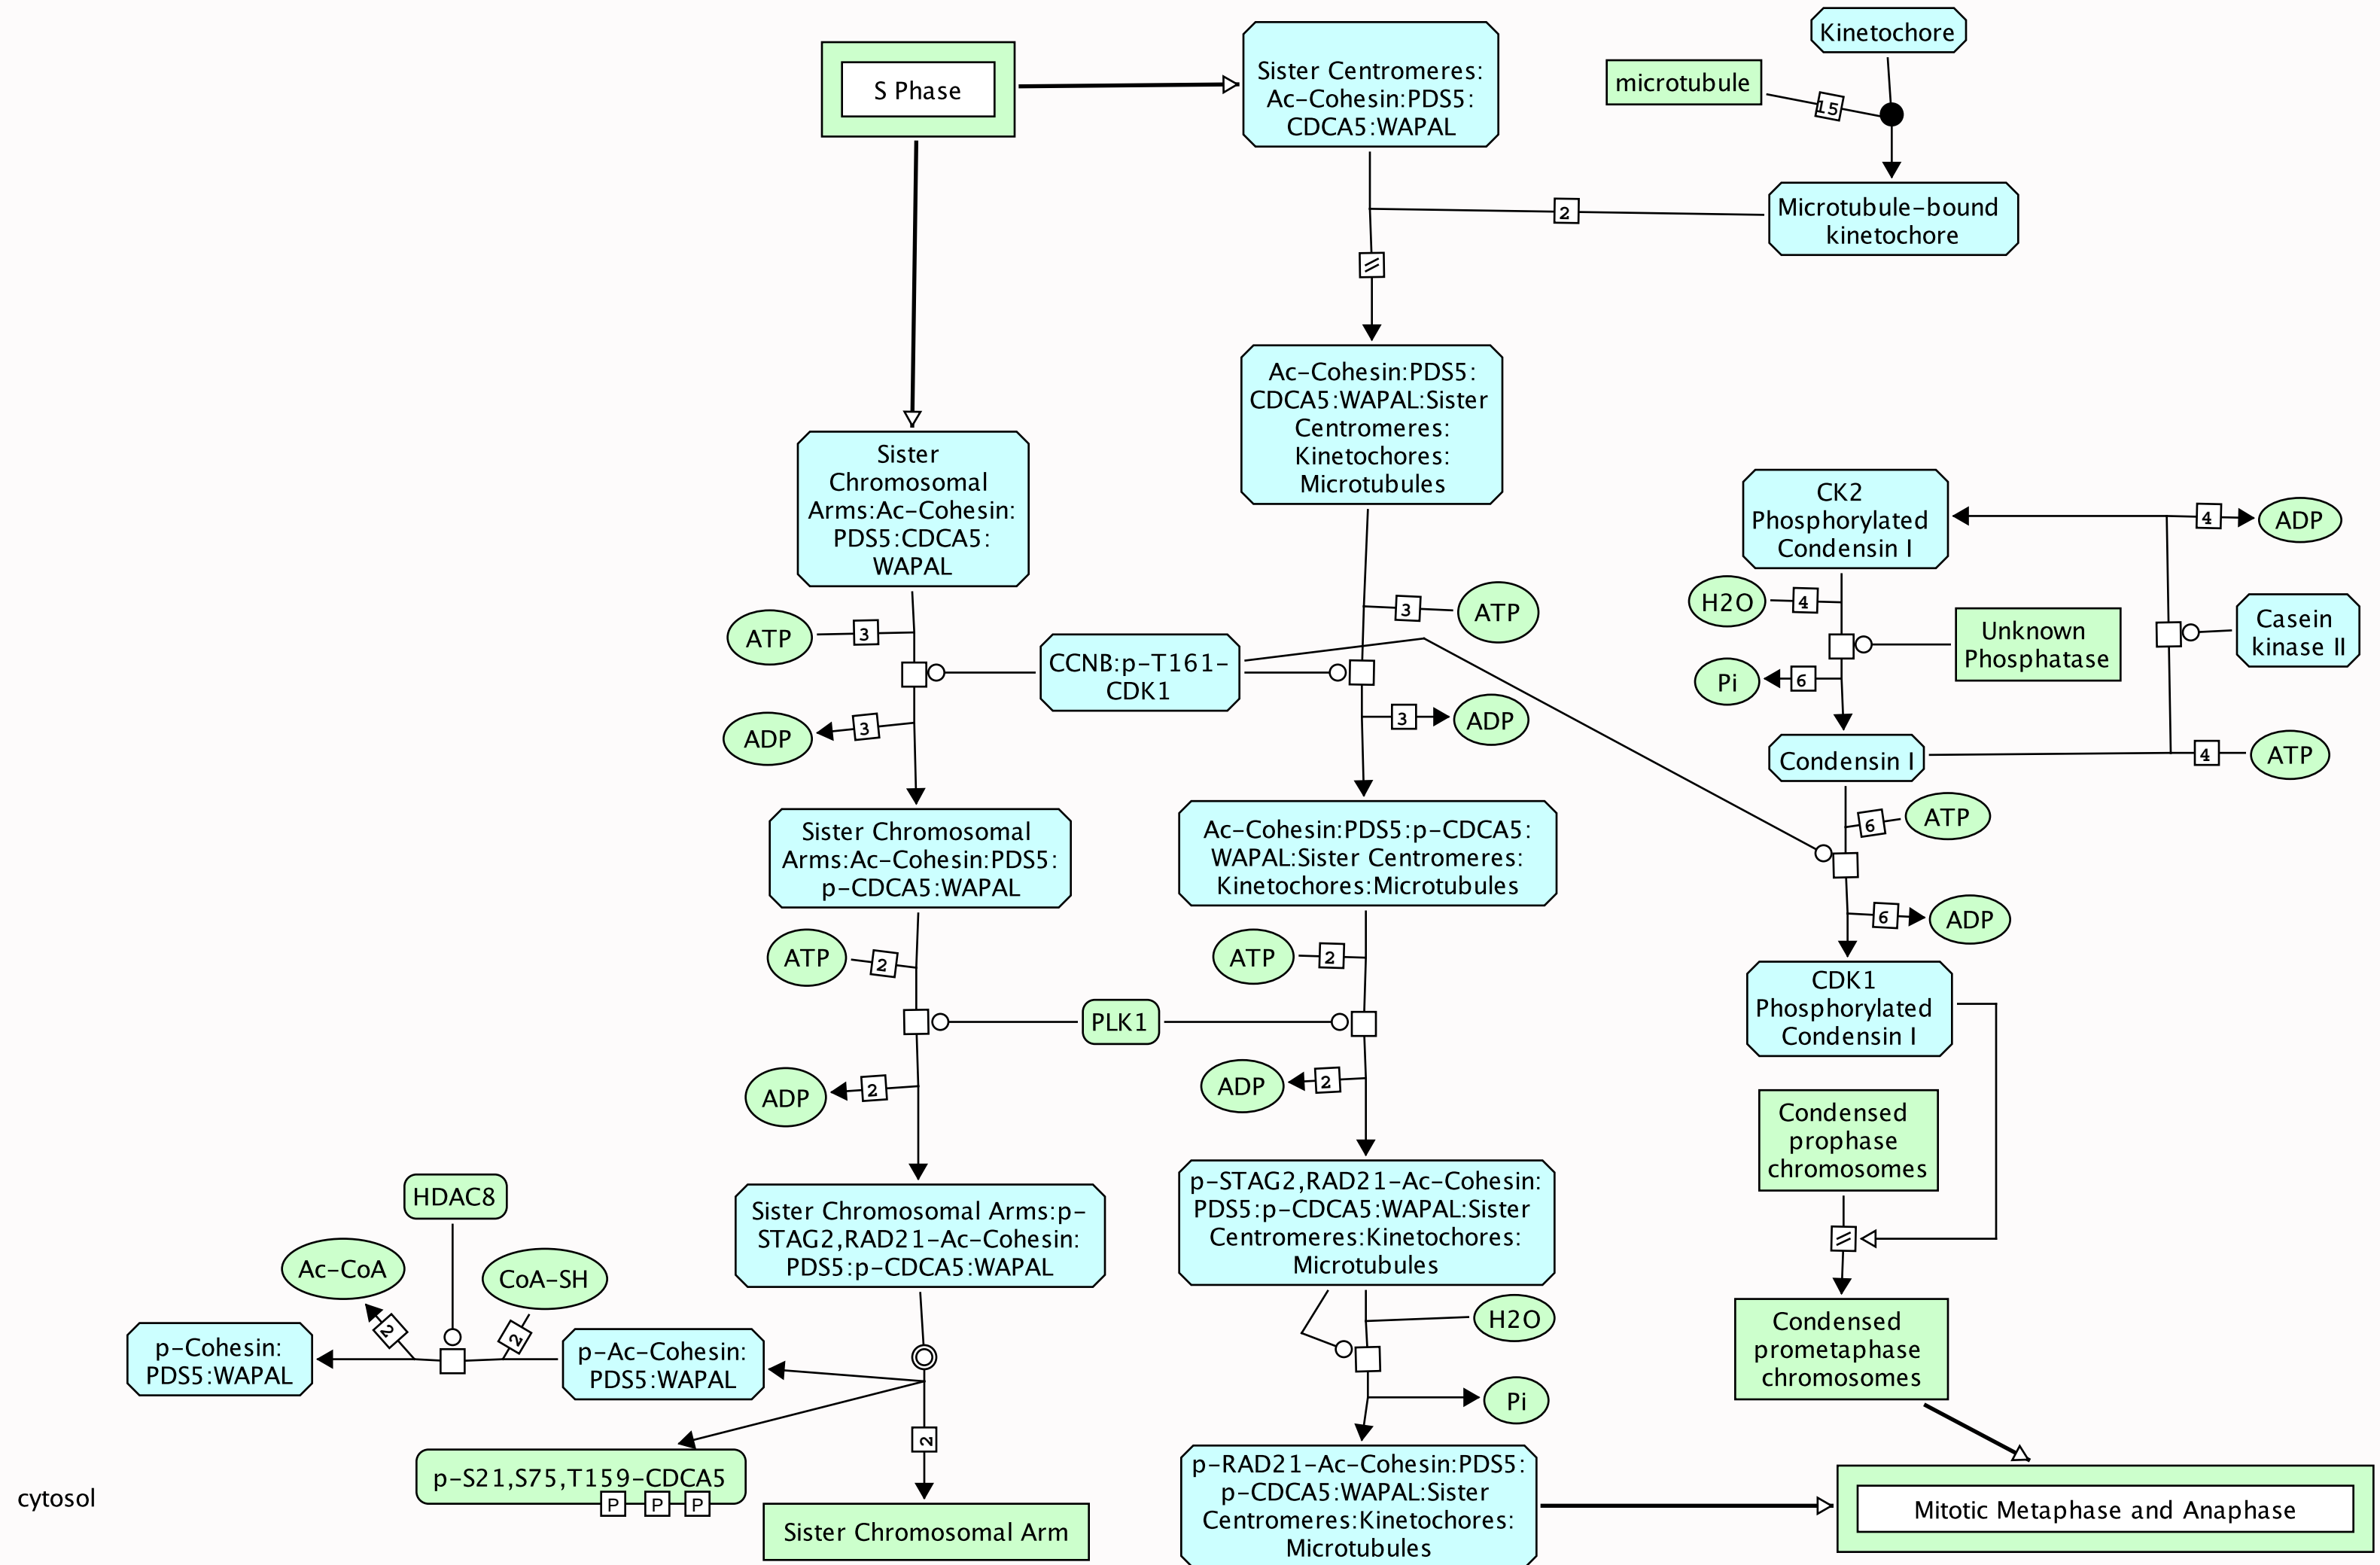 S Phase
Sister Centromeres:
Ac-Cohesin:PDS5:
CDCA5:WAPAL
Kinetochore
microtubule
15
Microtubule-bound
kinetochore
2
Ac-Cohesin:PDS5:
CDCA5:WAPAL:Sister
Centromeres:
Kinetochores:
Microtubules
Sister
Chromosomal
Arms:Ac-Cohesin:
PDS5:CDCA5:
WAPAL
CK2
Phosphorylated
Condensin I
4
ADP
H2O
4
Unknown
Phosphatase
Casein
kinase II
Pi
6
ATP
3
3
ATP
CCNB:p-T161-
CDK1
ADP
3
3
ADP
Condensin I
4
ATP
6
ATP
6
ADP
Sister Chromosomal
Arms:Ac-Cohesin:PDS5:
p-CDCA5:WAPAL
Ac-Cohesin:PDS5:p-CDCA5:
WAPAL:Sister Centromeres:
Kinetochores:Microtubules
ATP
2
ATP
2
PLK1
ADP
2
ADP
2
CDK1
Phosphorylated
Condensin I
Condensed
prophase
chromosomes
HDAC8
Ac-CoA
CoA-SH
2
2
Sister Chromosomal Arms:p-
STAG2,RAD21-Ac-Cohesin:
PDS5:p-CDCA5:WAPAL
p-STAG2,RAD21-Ac-Cohesin:
PDS5:p-CDCA5:WAPAL:Sister
Centromeres:Kinetochores:
Microtubules
H2O
Pi
Condensed
prometaphase
chromosomes
p-Cohesin:
PDS5:WAPAL
p-Ac-Cohesin:
PDS5:WAPAL
2
p-S21,S75,T159-CDCA5
P
P
P
Sister Chromosomal Arm
p-RAD21-Ac-Cohesin:PDS5:
p-CDCA5:WAPAL:Sister
Centromeres:Kinetochores:
Microtubules
Mitotic Metaphase and Anaphase
cytosol